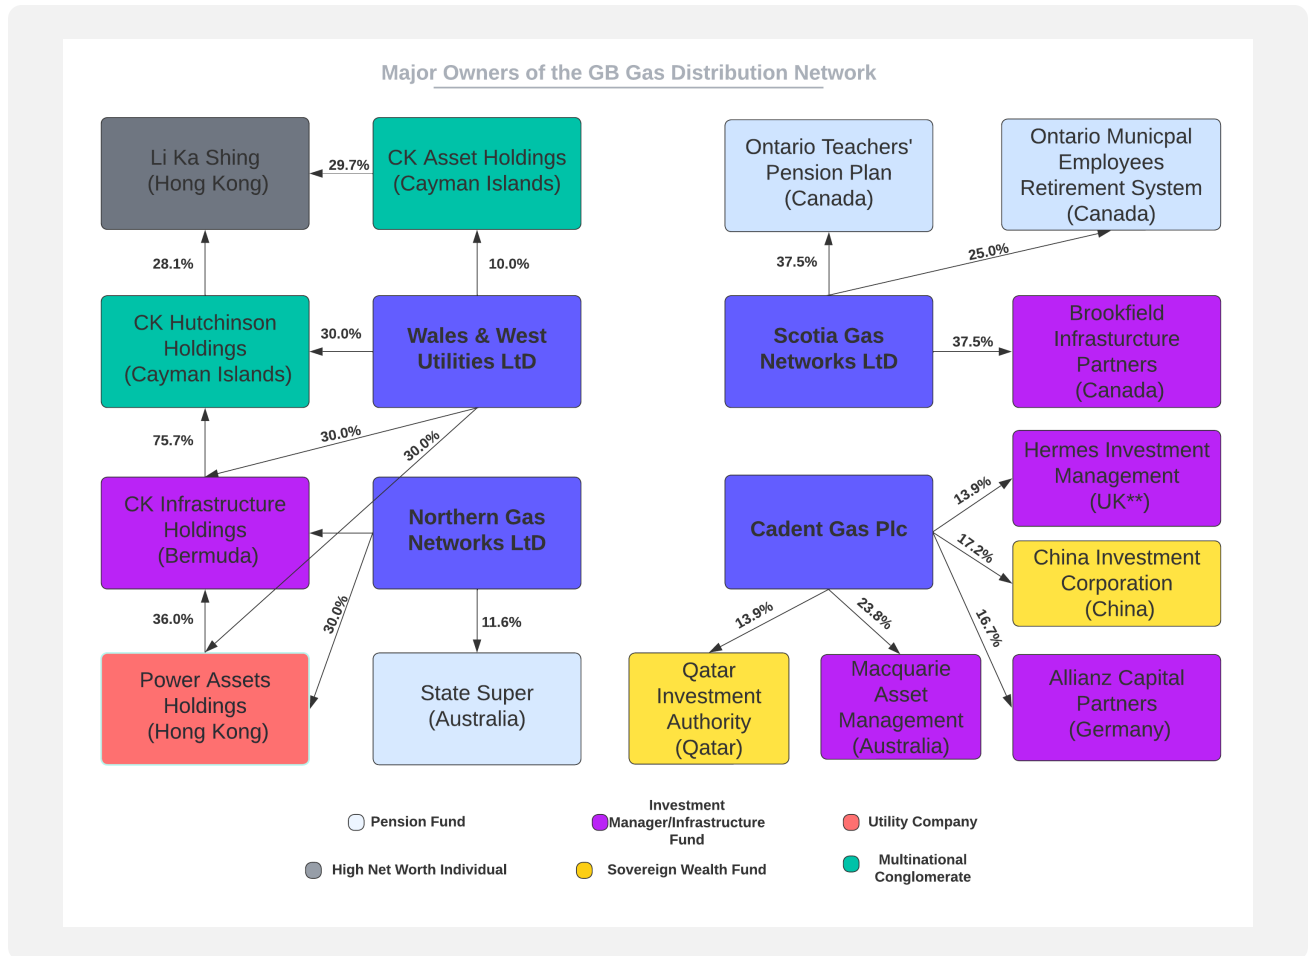 Major Owners of the GB Gas Distribution Network
Li Ka Shing
(Hong Kong)
29.7%
CK Asset Holdings
(Cayman Islands)
28.1%
10.0%
CK Hutchinson
Holdings
(Cayman Islands)
30.0%
Wales & West
Utilities LtD
75.7%
30.0%
30.0%
CK Infrastructure
Holdings
(Bermuda)
Northern Gas
Networks LtD
36.0%
30.0%
11.6%
Power Assets
Holdings
(Hong Kong)
State Super
(Australia)
Ontario Teachers'
Pension Plan
(Canada)
Ontario Municpal
Employees
Retirement System
(Canada)
37.5%
25.0%
Scotia Gas
Networks LtD
37.5%
Brookfield
Infrasturcture
Partners
(Canada)
Cadent Gas Plc
13.9%
Hermes Investment
Management
(UK**)
17.2%
China Investment
Corporation
(China)
13.9%
23.8%
16.7%
Qatar
Investment
Authority
(Qatar)
Macquarie
Asset
Management
(Australia)
Allianz Capital
Partners
(Germany)
Pension Fund
Investment
Manager/Infrastructure
Fund
Utility Company
High Net Worth Individual
Sovereign Wealth Fund
Multinational
Conglomerate